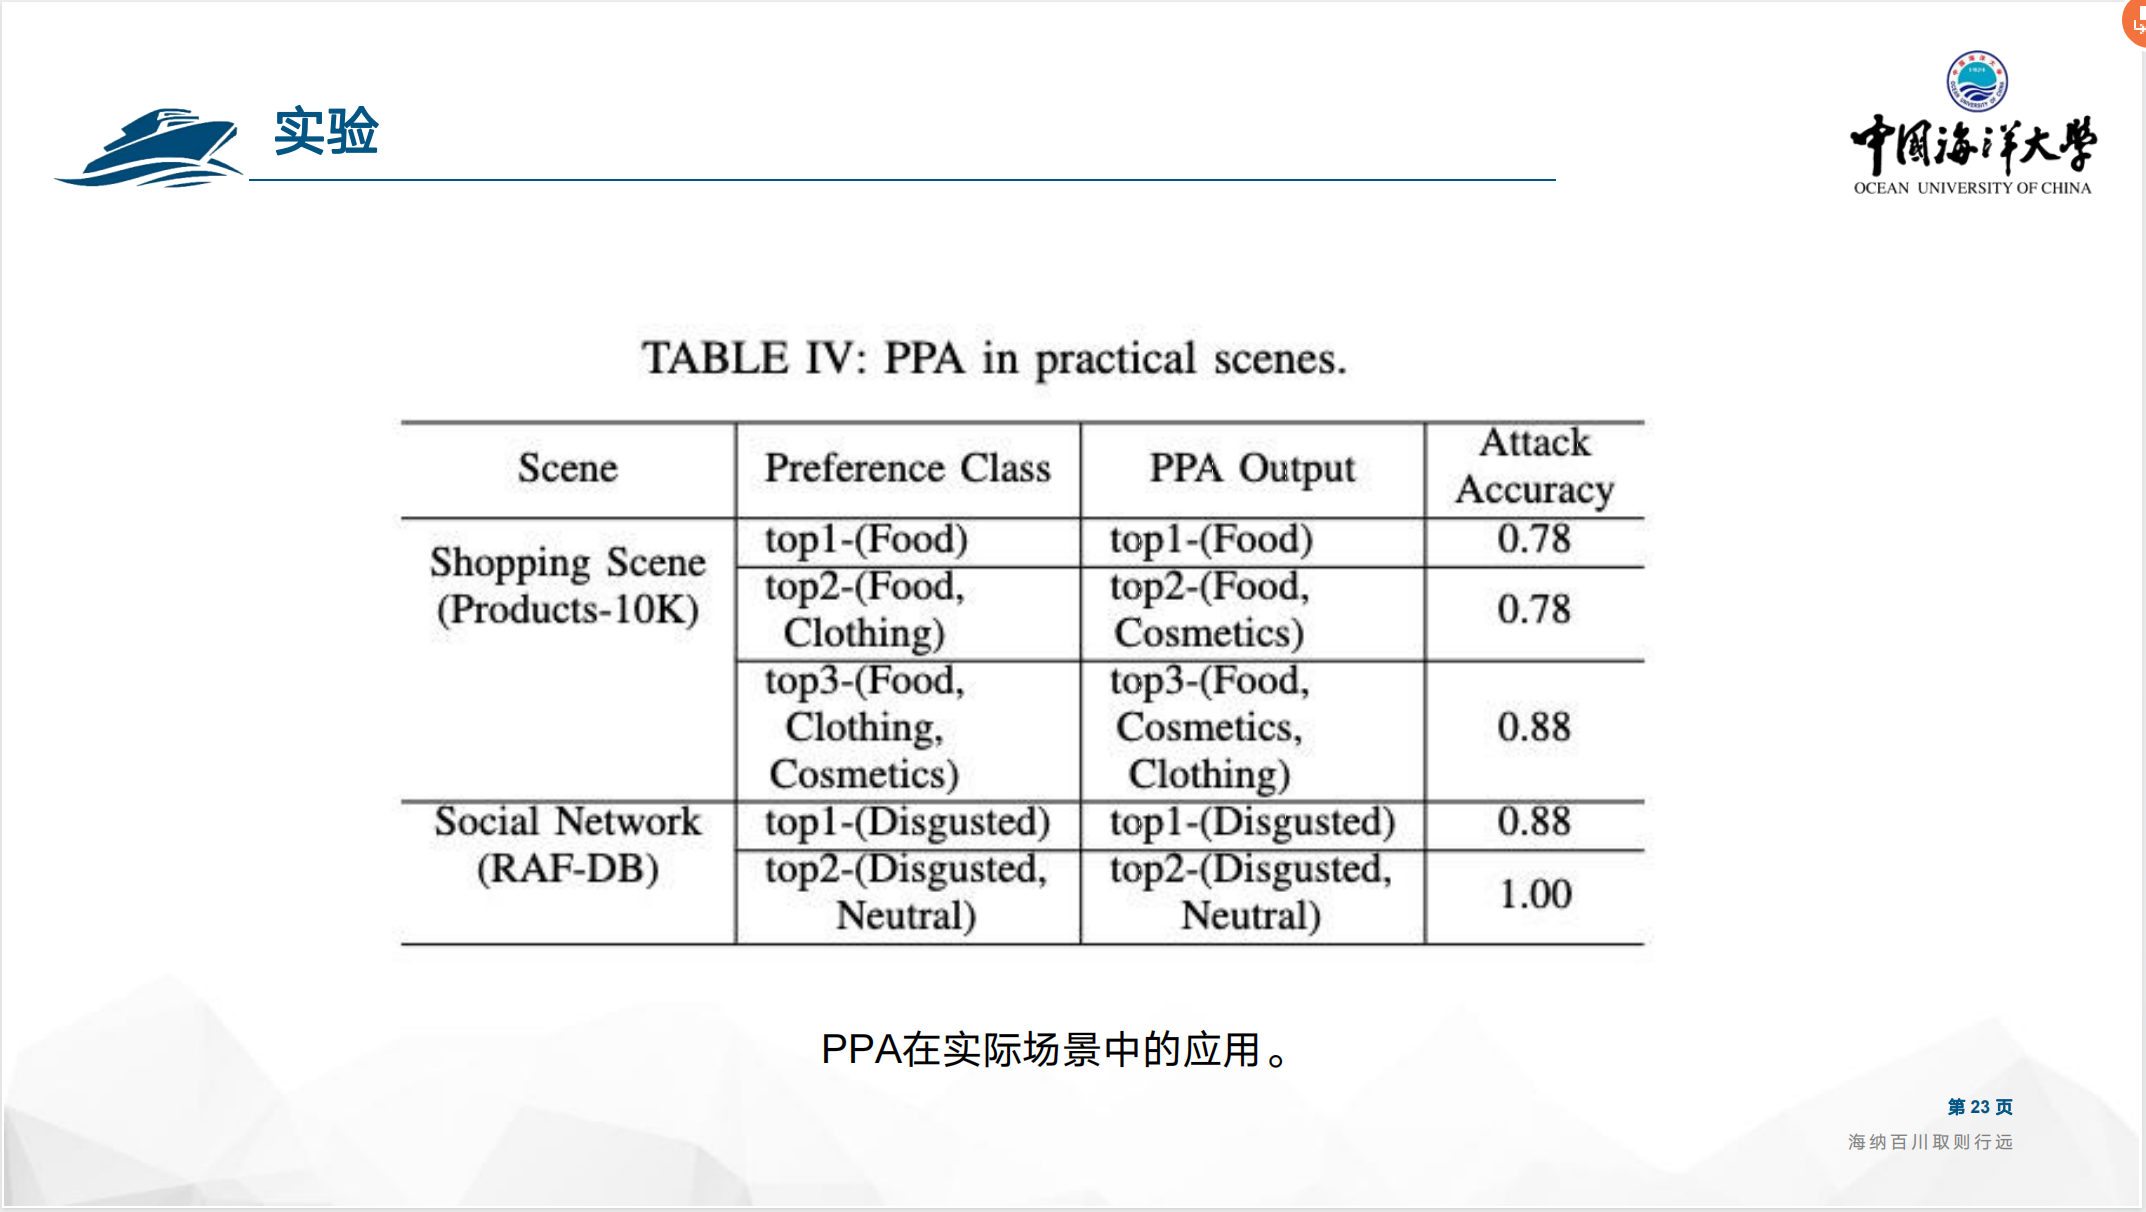 实验
中国海洋大学
OCEAN UNIVERSITY OF CHINA
TABLE IV: PPA in practical scenes.
Scene
Preference Class
PPA Output
Attack
Accuracy
Shopping Scene
(Products-10K)
top1-(Food)
top1-(Food)
0.78
top2-(Food,
Clothing)
top2-(Food,
Cosmetics)
0.78
top3-(Food,
Clothing,
Cosmetics)
top3-(Food,
Cosmetics,
Clothing)
0.88
Social Network
(RAF-DB)
top1-(Disgusted)
top1-(Disgusted)
0.88
top2-(Disgusted,
Neutral)
top2-(Disgusted,
Neutral)
1.00
PPA在实际场景中的应用。
第 23 页
海纳百川取则行远